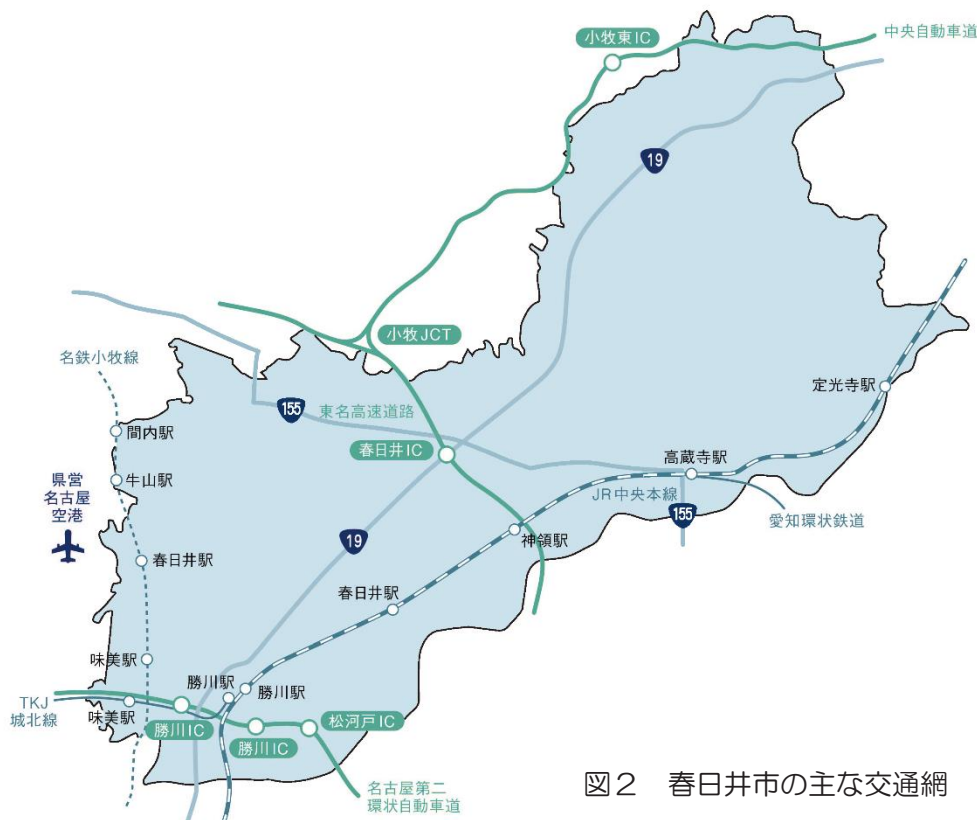 小牧東IC
中央自動車道
19
小牧JCT
名鉄小牧線
定光寺駅
155
東名高速道路
間内駅
春日井IC
高蔵寺駅
牛山駅
県営
名古屋
空港
JR中央本線
155
愛知環状鉄道
19
神領駅
春日井駅
春日井駅
味美駅
勝川駅
勝川駅
TKJ
城北線
味美駅
勝川IC
勝川IC
松河戸IC
名古屋第二
環状自動車道
図2 春日井市の主な交通網